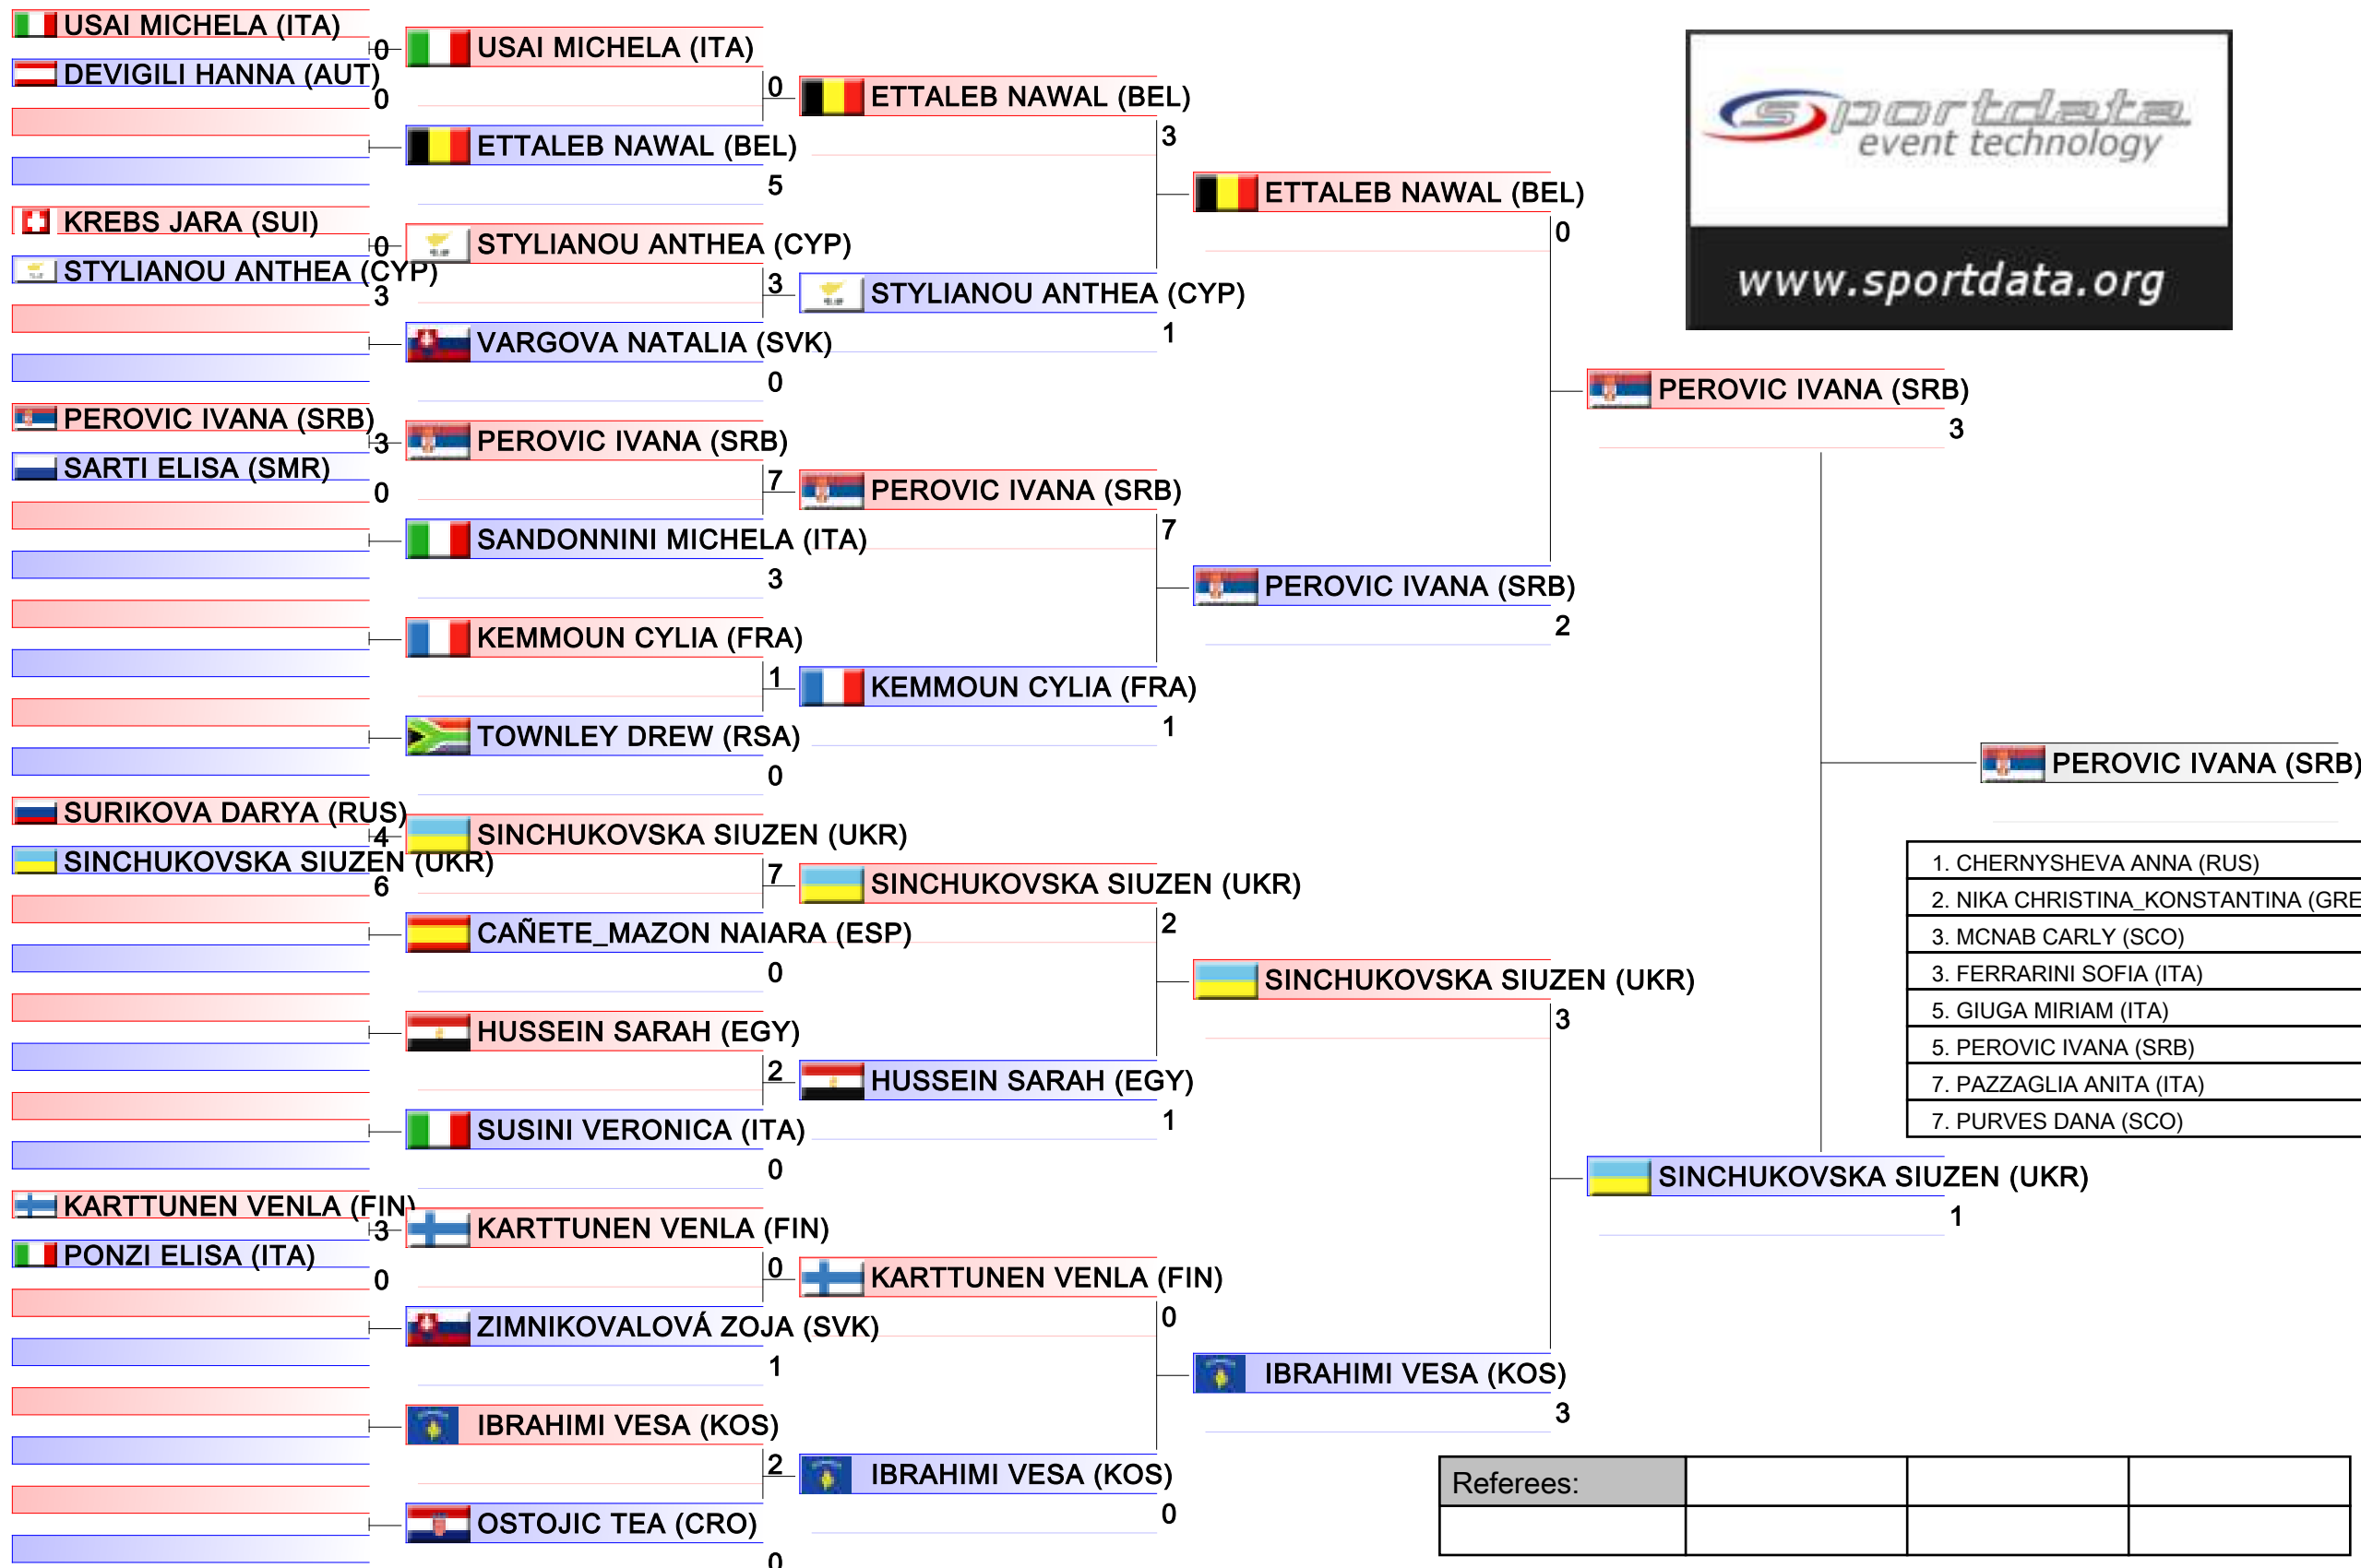 USAI MICHELA (ITA)
0
DEVIGILI HANNA (AUT)
0
KREBS JARA (SUI)
0
STYLIANOU ANTHEA (CYP)
3
PEROVIC IVANA (SRB)
3
SARTI ELISA (SMR)
0
SURIKOVA DARYA (RUS)
4
SINCHUKOVSKA SIUZEN (UKR)
6
KARTTUNEN VENLA (FIN)
3
PONZI ELISA (ITA)
0
USAI MICHELA (ITA)
0
ETTALEB NAWAL (BEL)
5
STYLIANOU ANTHEA (CYP)
3
VARGOVA NATALIA (SVK)
0
PEROVIC IVANA (SRB)
7
SANDONNINI MICHELA (ITA)
3
KEMMOUN CYLIA (FRA)
1
TOWNLEY DREW (RSA)
0
SINCHUKOVSKA SIUZEN (UKR)
7
CAÑETE_MAZON NAIARA (ESP)
0
HUSSEIN SARAH (EGY)
2
SUSINI VERONICA (ITA)
0
KARTTUNEN VENLA (FIN)
0
ZIMNIKOVALOVÁ ZOJA (SVK)
1
IBRAHIMI VESA (KOS)
2
OSTOJIC TEA (CRO)
0
ETTALEB NAWAL (BEL)
3
STYLIANOU ANTHEA (CYP)
1
PEROVIC IVANA (SRB)
7
KEMMOUN CYLIA (FRA)
1
SINCHUKOVSKA SIUZEN (UKR)
2
HUSSEIN SARAH (EGY)
1
KARTTUNEN VENLA (FIN)
0
IBRAHIMI VESA (KOS)
0
ETTALEB NAWAL (BEL)
0
PEROVIC IVANA (SRB)
2
SINCHUKOVSKA SIUZEN (UKR)
3
IBRAHIMI VESA (KOS)
3
PEROVIC IVANA (SRB)
3
SINCHUKOVSKA SIUZEN (UKR)
1
PEROVIC IVANA (SRB)
sportdata
event technology
www.sportdata.org
1. CHERNYSHEVA ANNA (RUS)
2. NIKA CHRISTINA_KONSTANTINA (GRE
3. MCNAB CARLY (SCO)
3. FERRARINI SOFIA (ITA)
5. GIUGA MIRIAM (ITA)
5. PEROVIC IVANA (SRB)
7. PAZZAGLIA ANITA (ITA)
7. PURVES DANA (SCO)
Referees: